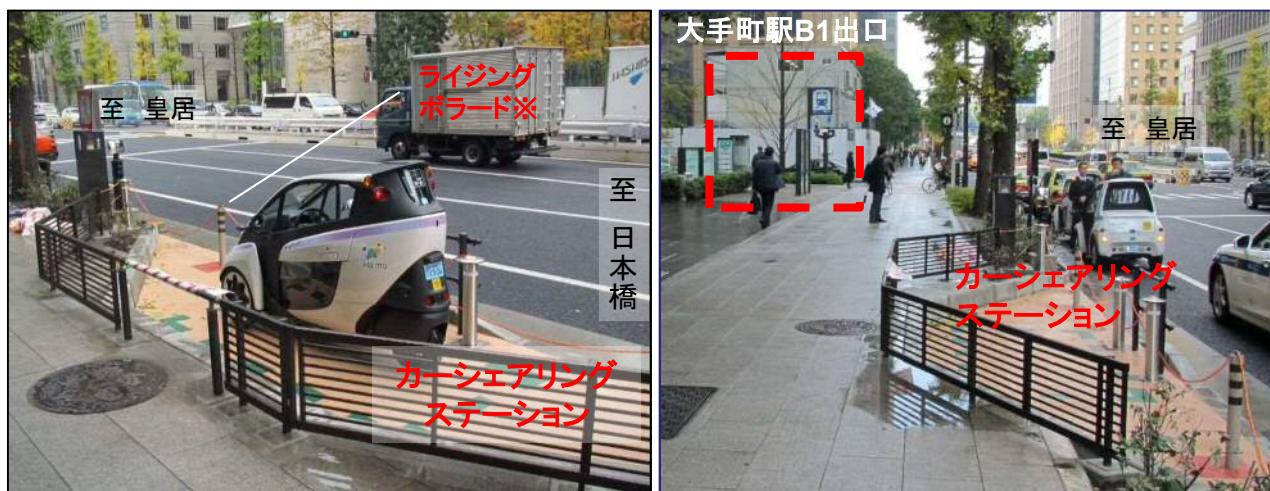 至 皇居
ライジング
ボラード※
至 日本橋
カーシェアリング
ステーション
大手町駅B1出口
至 皇居
カーシェアリング
ステーション